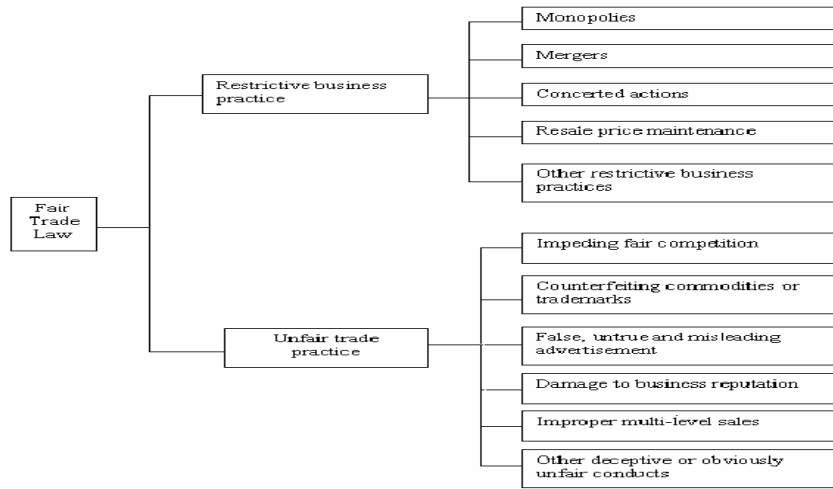 Monopolies
Mergers
Restrictive business
practice
Concerted actions
Resale price maintenance
Other restrictive business
practices
Fair
Trade
Law
Impeding fair competition
Counterfeiting commodities or
trademarks
Unfair trade
practice
False, untrue and misleading
advertisement
Damage to business reputation
Improper multi-level sales
Other deceptive or obviously
unfair conducts